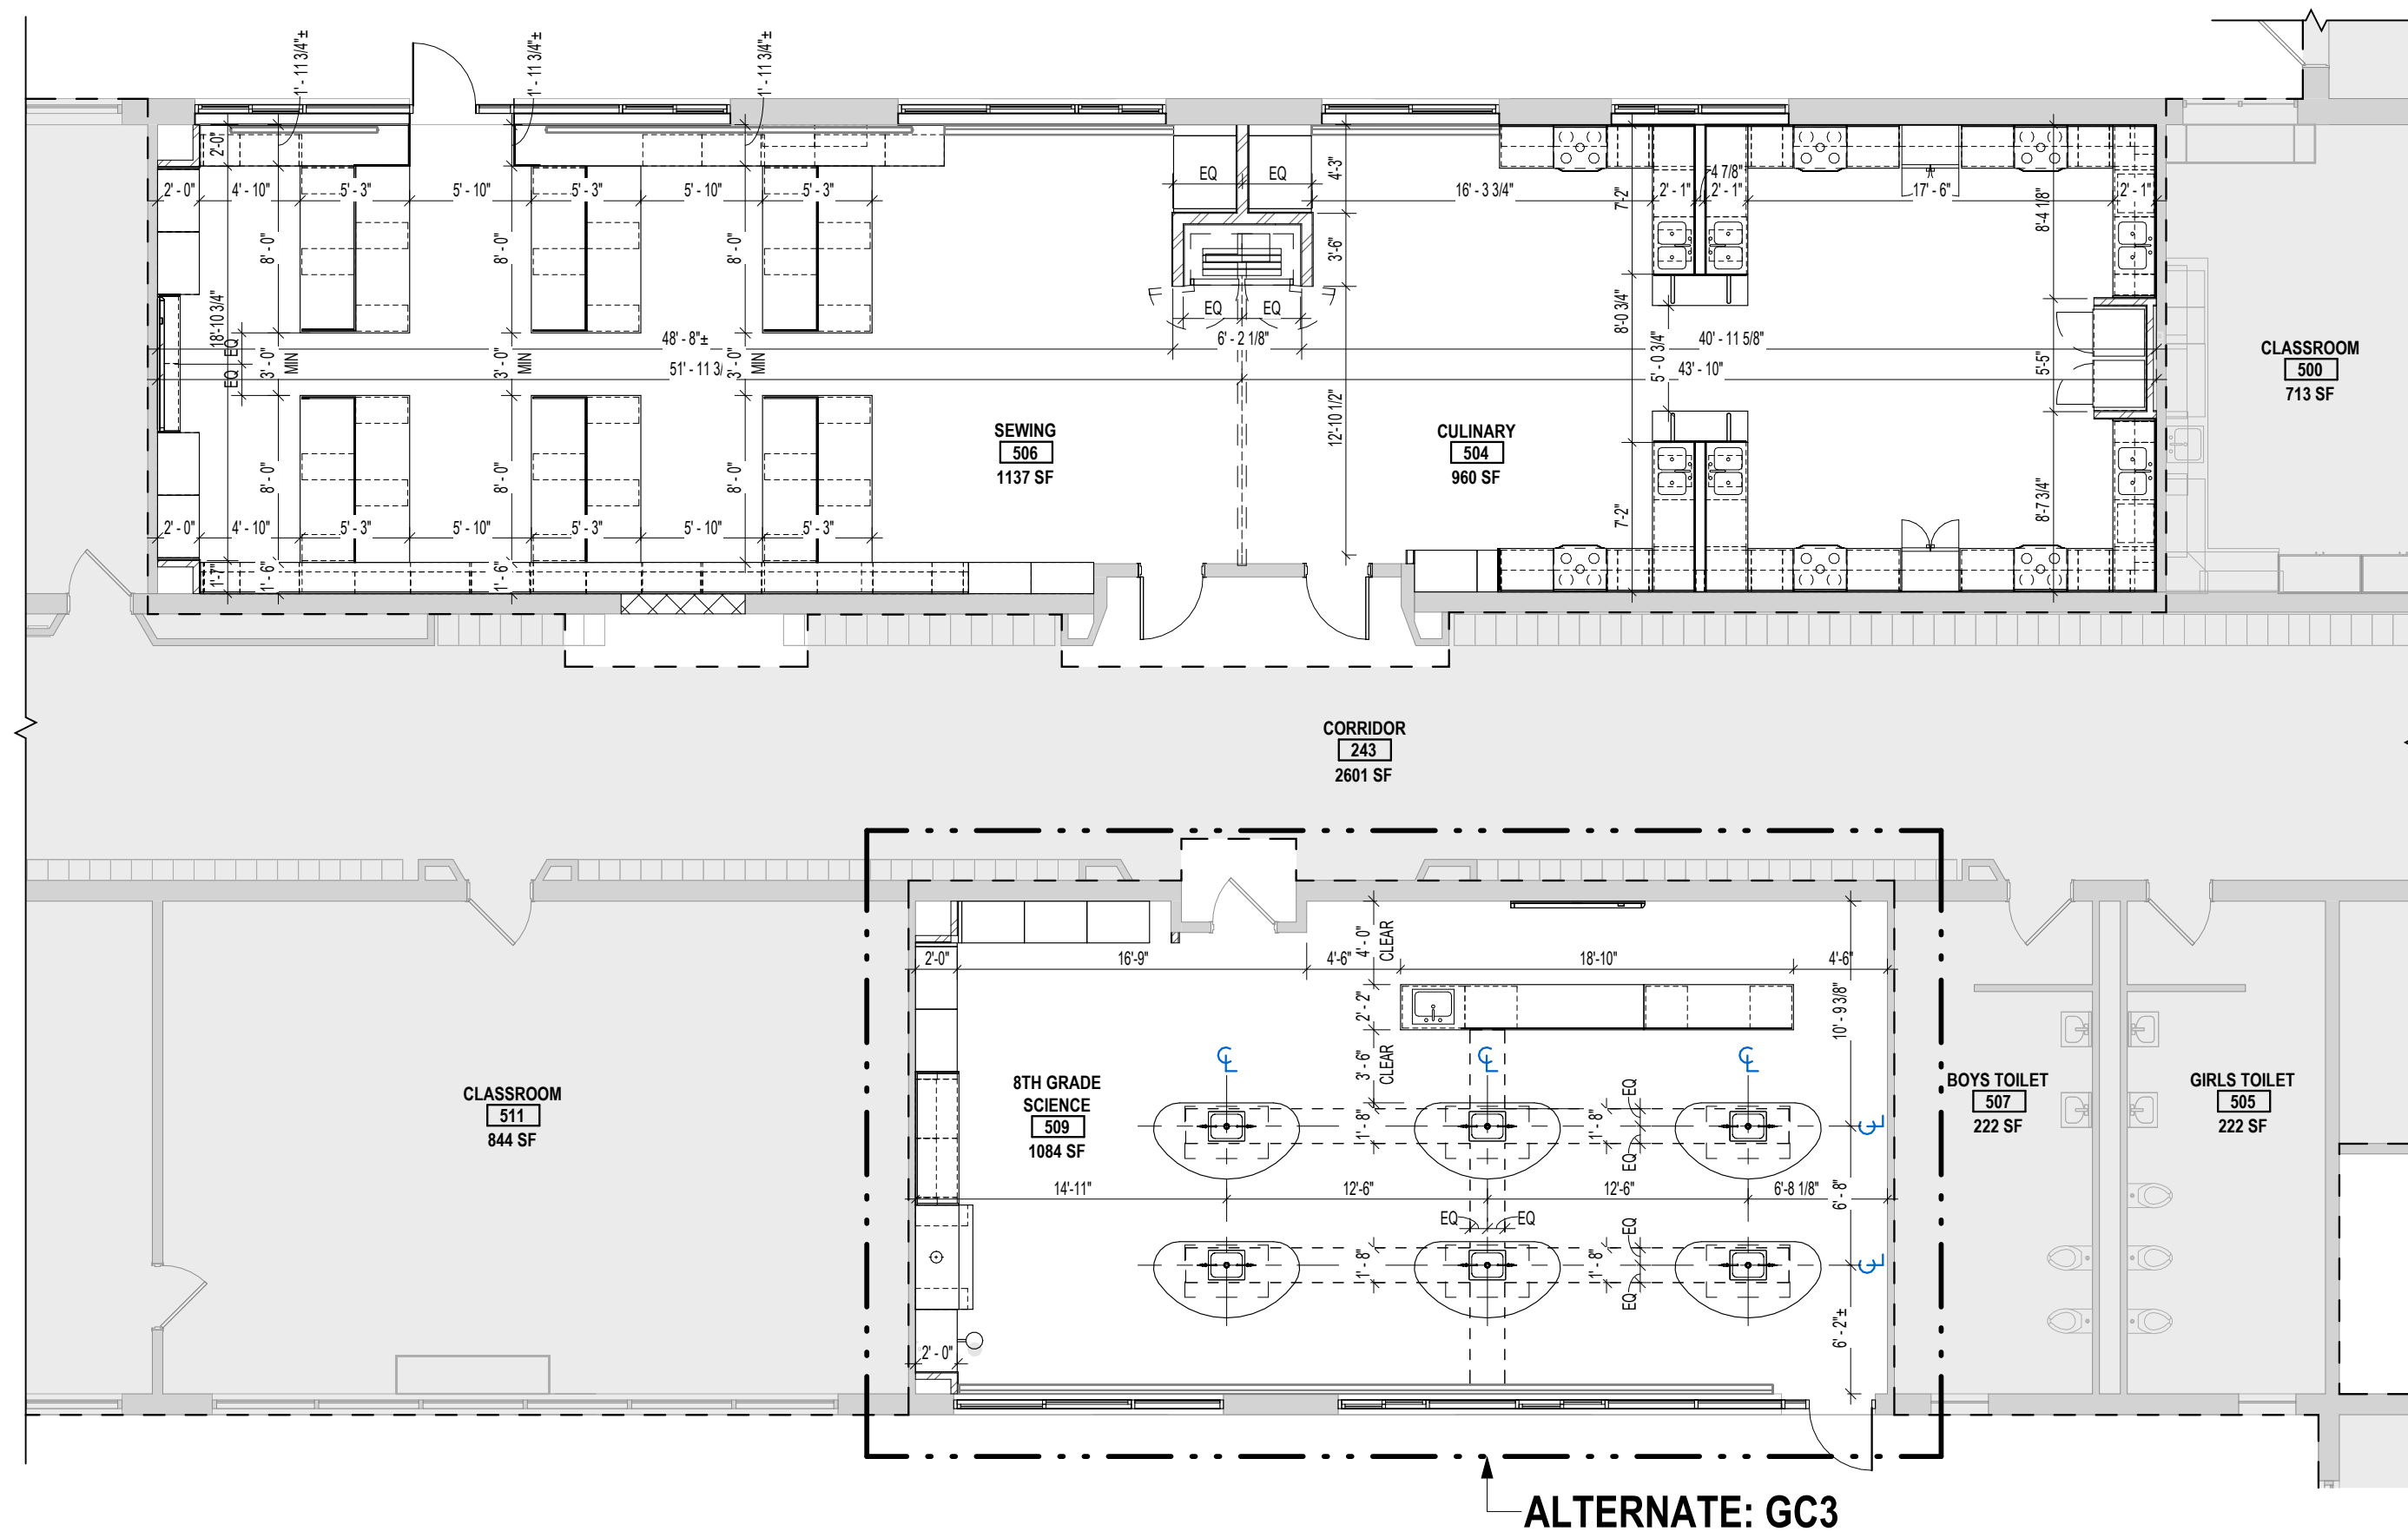 1' - 11 3/4"±
1' - 11 3/4"±
1' - 11 3/4"±
2'-0"
2' - 0"
4' - 10"
5' - 3"
5' - 10"
5' - 3"
5' - 10"
5' - 3"
EQ
EQ
4'-3"
16' - 3 3/4"
7'-2"
2' - 1"
4 7/8"
2' - 1"
17' - 6"
8'-4 1/8"
2' - 1"
8' - 0"
8' - 0"
8' - 0"
3'-6"
EQ
EQ
18'-10 3/4"
EQ
EQ
3' - 0"
MIN
3' - 0"
MIN
3' - 0"
MIN
48' - 8"±
51' - 11 3/
6' - 2 1/8"
8'-0 3/4"
5' - 0 3/4"
40' - 11 5/8"
43' - 10"
5'-5"
12'-10 1/2"
CLASSROOM
500
713 SF
SEWING
506
1137 SF
CULINARY
504
960 SF
8' - 0"
8' - 0"
8' - 0"
7'-2"
8'-7 3/4"
2' - 0"
4' - 10"
5' - 3"
5' - 10"
5' - 3"
5' - 10"
5' - 3"
1'-7"
1' - 6"
1' - 6"
CORRIDOR
243
2601 SF
4' - 0"
CLEAR
2'-0"
16'-9"
4'-6"
18'-10"
4'-6"
2' - 2"
10' - 9 3/8"
3' - 6"
CLEAR
CL
CL
CL
CLASSROOM
511
844 SF
8TH GRADE
SCIENCE
509
1084 SF
BOYS TOILET
507
222 SF
GIRLS TOILET
505
222 SF
1' - 8"
1' - 8"
EQ
EQ
CL
14'-11"
12'-6"
12'-6"
6'-8 1/8"
6' - 8"
EQ
EQ
1' - 8"
1' - 8"
EQ
EQ
CL
6' - 2"±
2' - 0"
ALTERNATE: GC3